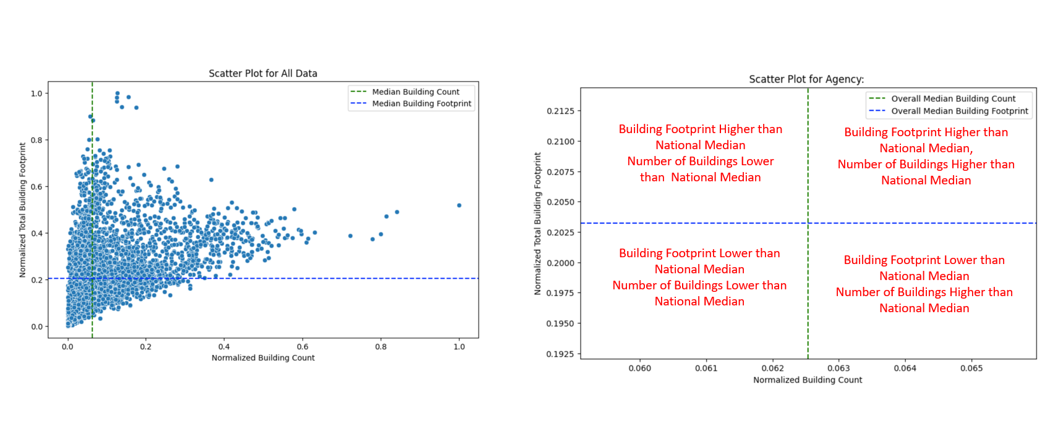 Scatter Plot for All Data
Median Building Count
Median Building Footprint
Normalized Total Building Footprint
1.0
0.8
0.6
0.4
0.2
0.0
0.0
0.2
0.4
0.6
0.8
1.0
Normalized Building Count
Scatter Plot for Agency:
Overall Median Building Count
Overall Median Building Footprint
Normalized Total Building Footprint
0.2125
0.2100
0.2075
0.2050
0.2025
0.2000
0.1975
0.1950
0.1925
Building Footprint Higher than
National Median
Number of Buildings Lower
than National Median
Building Footprint Higher than
National Median,
Number of Buildings Higher than
National Median
Building Footprint Lower than
National Median
Number of Buildings Lower than
National Median
Building Footprint Lower than
National Median
Number of Buildings Higher than
National Median
0.060
0.061
0.062
0.063
0.064
0.065
Normalized Building Count